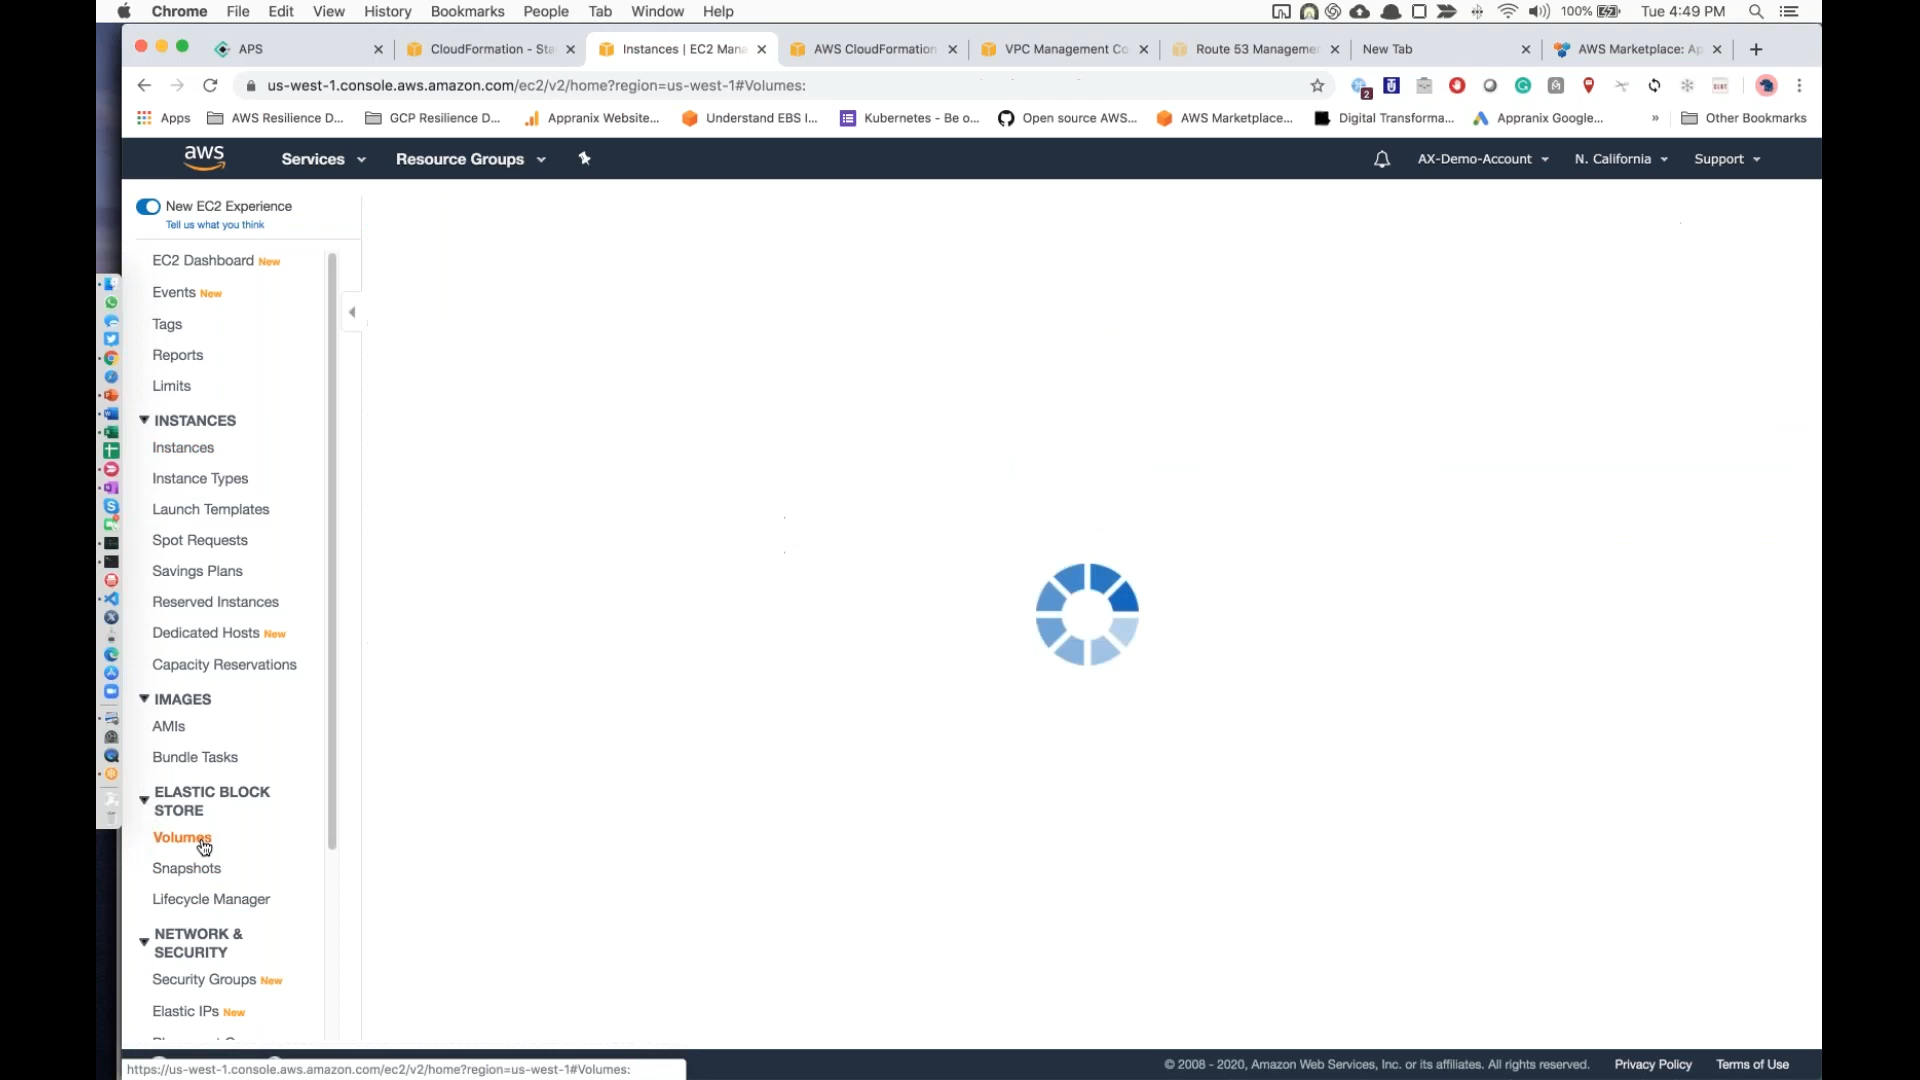 Chrome File Edit View History Bookmarks People Tab Window Help 100% Tue 4:49 PM
APS CloudFormation - Sta Instances | EC2 Mana AWS CloudFormation VPC Management Co Route 53 Manageme New Tab AWS Marketplace: Ap
us-west-1.console.aws.amazon.com/ec2/v2/home?region=us-west-1#Volumes:
2
Apps AWS Resilience D... GCP Resilience D... Appranix Website... Understand EBS I... Kubernetes - Be o... Open source AWS... AWS Marketplace... Digital Transforma... Appranix Google... » Other Bookmarks
aws Services Resource Groups AX-Demo-Account N. California Support
New EC2 Experience
Tell us what you think
EC2 Dashboard New
Events New
Tags
Reports
Limits
INSTANCES
Instances
Instance Types
Launch Templates
Spot Requests
Savings Plans
Reserved Instances
Dedicated Hosts New
Capacity Reservations
IMAGES
AMIs
Bundle Tasks
ELASTIC BLOCK
STORE
Volumes
Snapshots
Lifecycle Manager
NETWORK &
SECURITY
Security Groups New
Elastic IPs New
© 2008 - 2020, Amazon Web Services, Inc. or its affiliates. All rights reserved. Privacy Policy Terms of Use
https://us-west-1.console.aws.amazon.com/ec2/v2/home?region=us-west-1#Volumes: